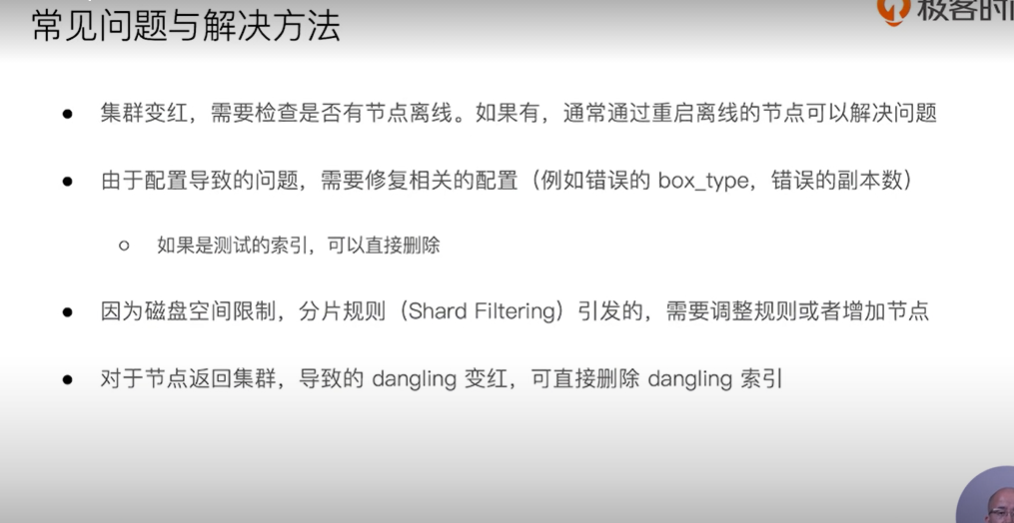 常见问题与解决方法
极客时间
● 集群变红，需要检查是否有节点离线。如果有，通常通过重启离线的节点可以解决问题
● 由于配置导致的问题，需要修复相关的配置（例如错误的 box_type，错误的副本数）
○ 如果是测试的索引，可以直接删除
● 因为磁盘空间限制，分片规则（Shard Filtering）引发的，需要调整规则或者增加节点
● 对于节点返回集群，导致的 dangling 变红，可直接删除 dangling 索引